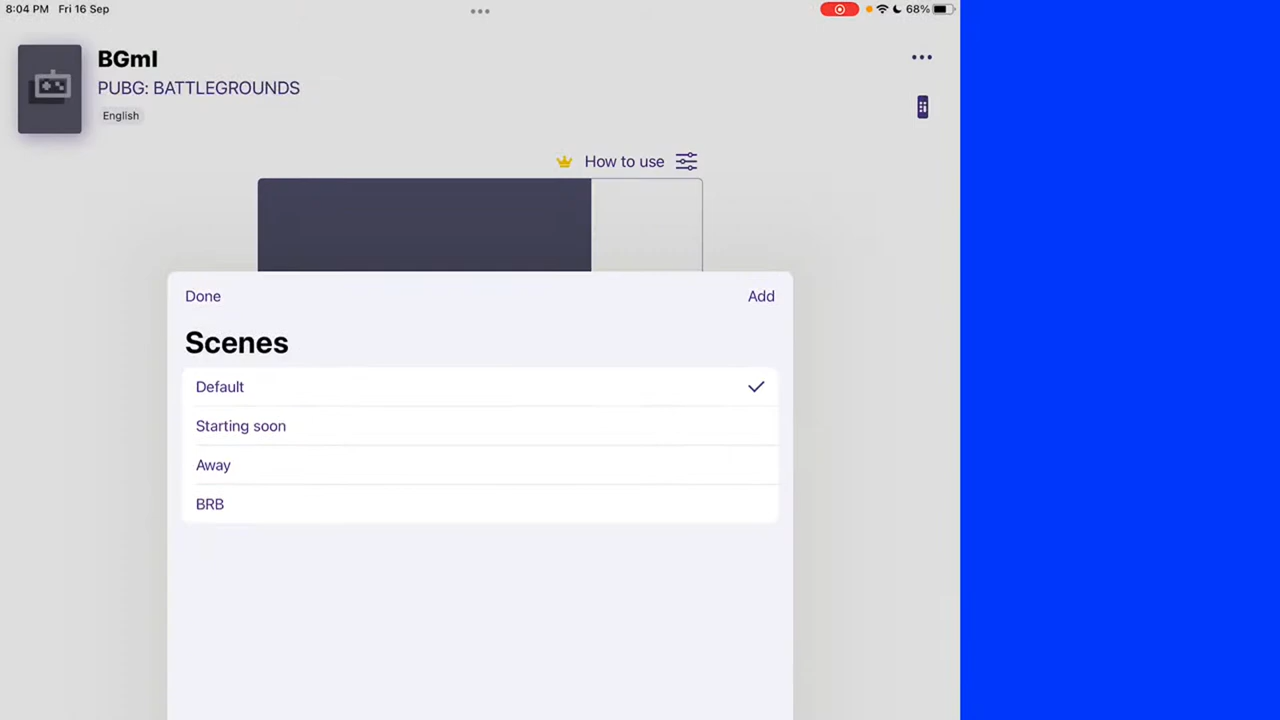 8:04 PM Fri 16 Sep
68%
BGmI
PUBG: BATTLEGROUNDS
English
How to use
Done
Add
Scenes
Default
Starting soon
Away
BRB